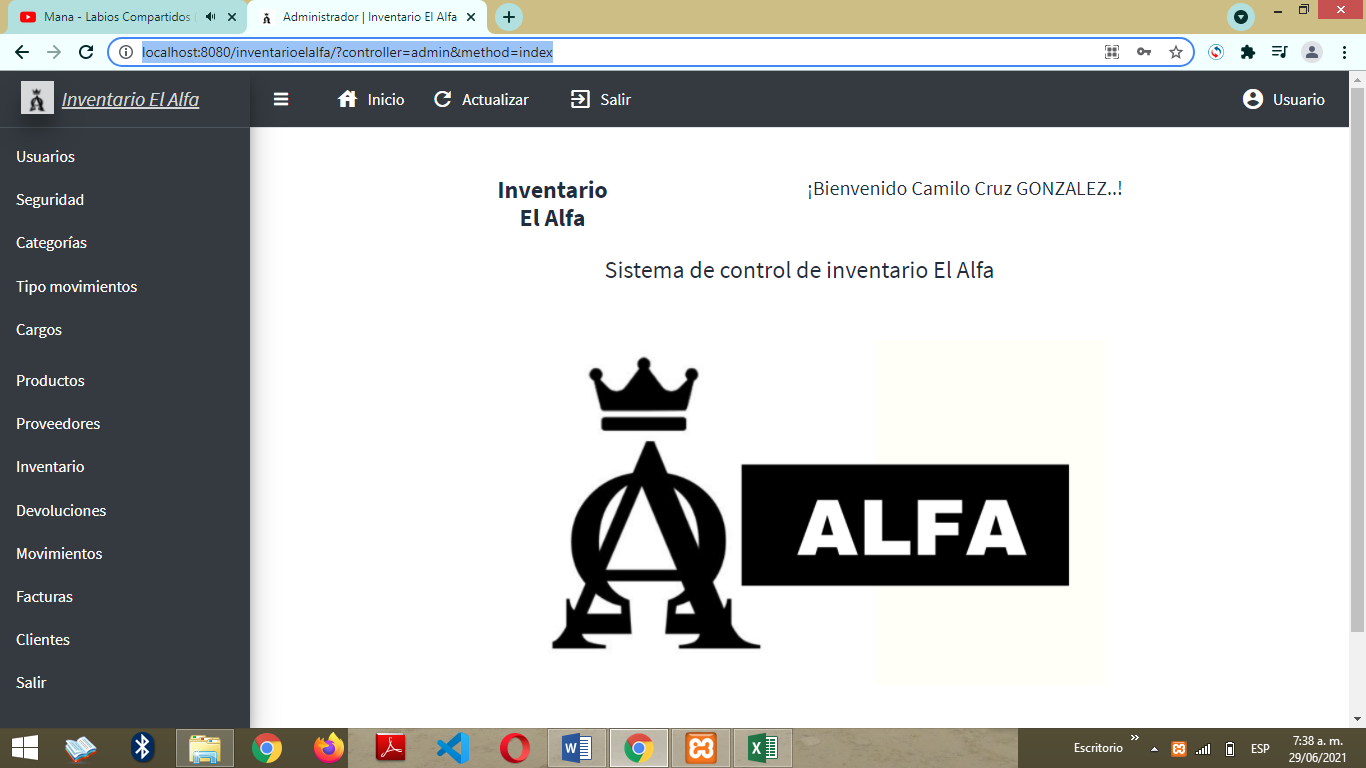 Mana - Labios Compartidos
Administrador | Inventario El Alfa
localhost:8080/inventarioelalfa/?controller=admin&method=index
Inventario El Alfa
Inicio
Actualizar
Salir
Usuario
Usuarios
Seguridad
Categorías
Tipo movimientos
Cargos
Productos
Proveedores
Inventario
Devoluciones
Movimientos
Facturas
Clientes
Salir
Inventario
El Alfa
¡Bienvenido Camilo Cruz GONZALEZ..!
Sistema de control de inventario El Alfa
ALFA
Escritorio
ESP
7:38 a. m.
29/06/2021